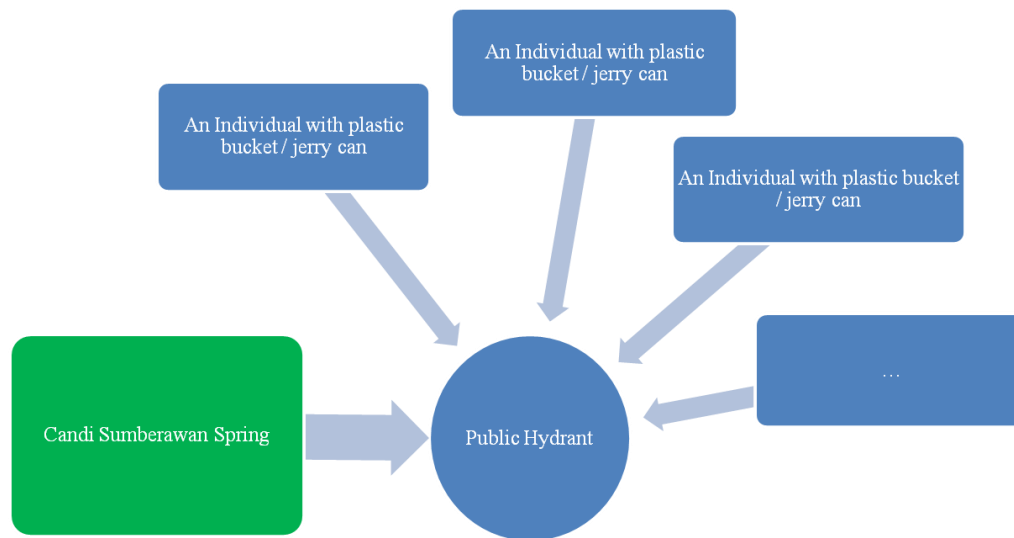 An Individual with plastic
bucket / jerry can
An Individual with plastic
bucket / jerry can
An Individual with plastic bucket
/ jerry can
...
Candi Sumberawan Spring
Public Hydrant